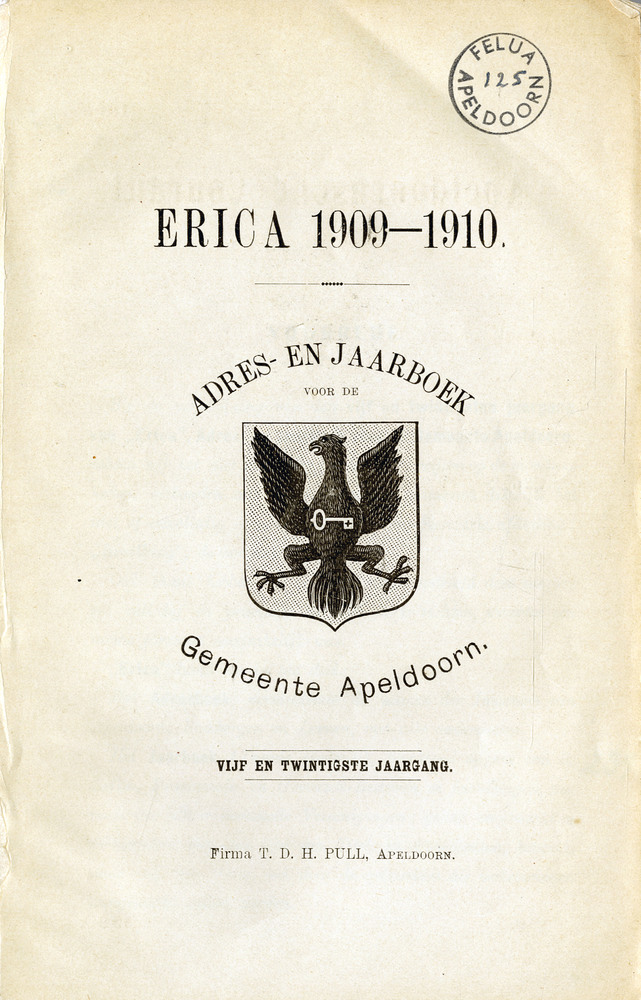 FELUA
125
APELDOORN
ERICA 1909—1910.
ADRES- EN JAARBOEK
VOOR DE
Gemeente Apeldoorn.
VIJF EN TWINTIGSTE JAARGANG.
Firma T. D. H. PULL, APELDOORN.